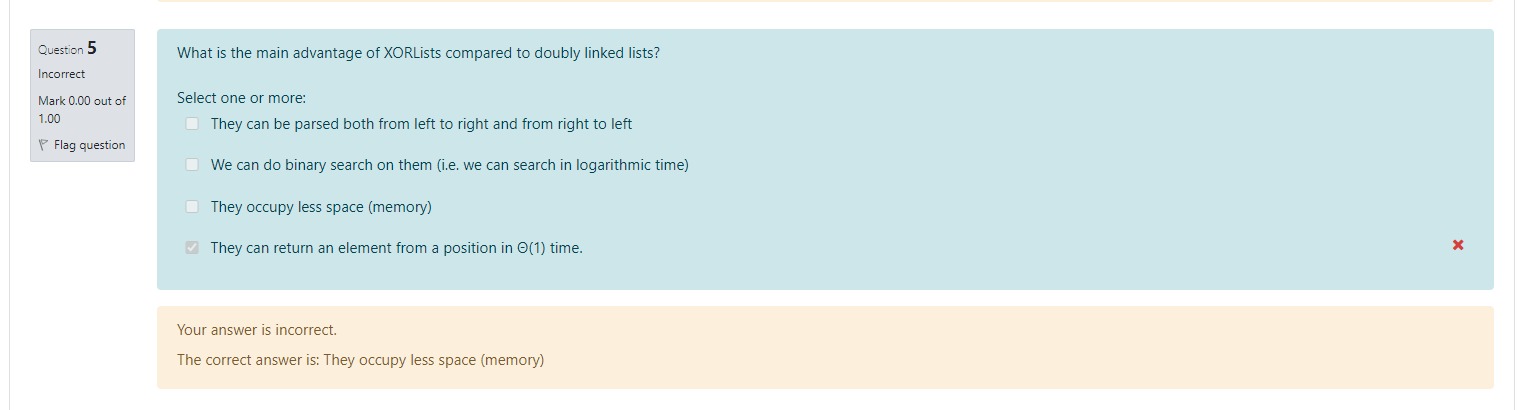 Question 5
Incorrect
Mark 0.00 out of
1.00
Flag question
What is the main advantage of XORLists compared to doubly linked lists?
Select one or more:
They can be parsed both from left to right and from right to left
We can do binary search on them (i.e. we can search in logarithmic time)
They occupy less space (memory)
They can return an element from a position in Θ(1) time.
Your answer is incorrect.
The correct answer is: They occupy less space (memory)